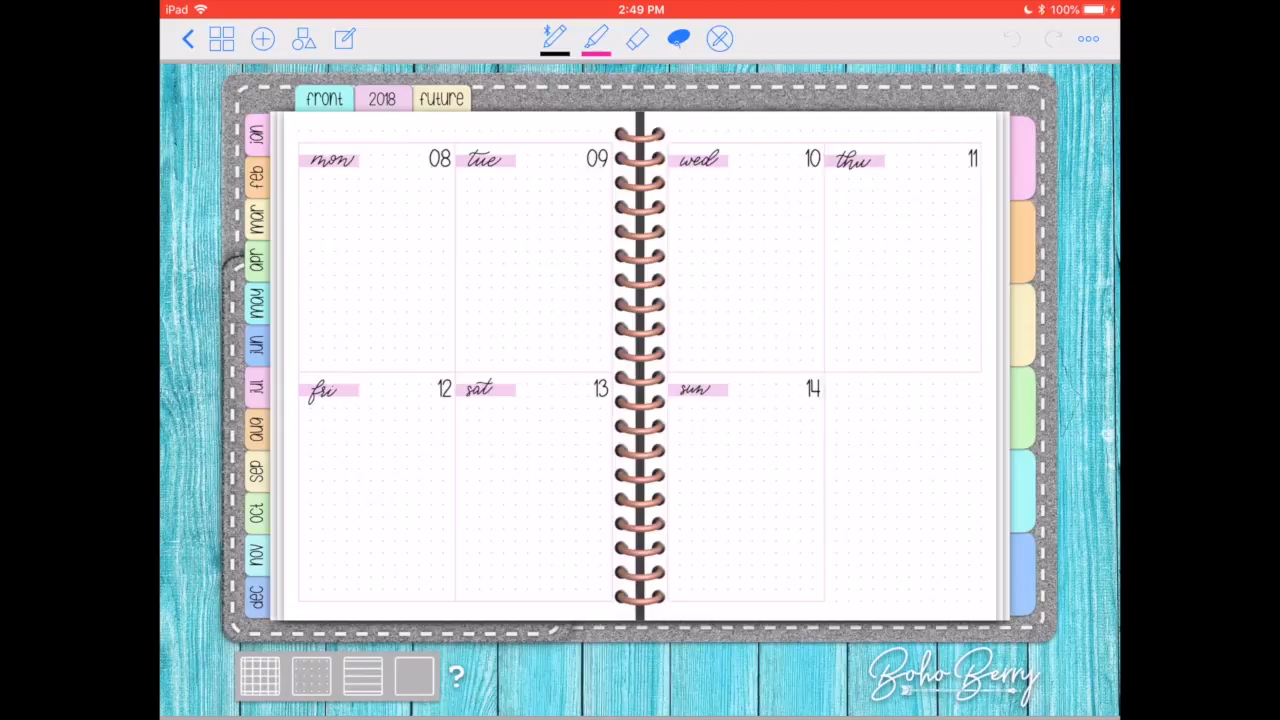 iPad 2:49 PM 100%
front 2018 future
jan
feb
mar
apr
may
jun
jul
aug
sep
oct
nov
dec
mon 08 tue 09 wed 10 thu 11
fri 12 sat 13 sun 14
?
Boho Berry